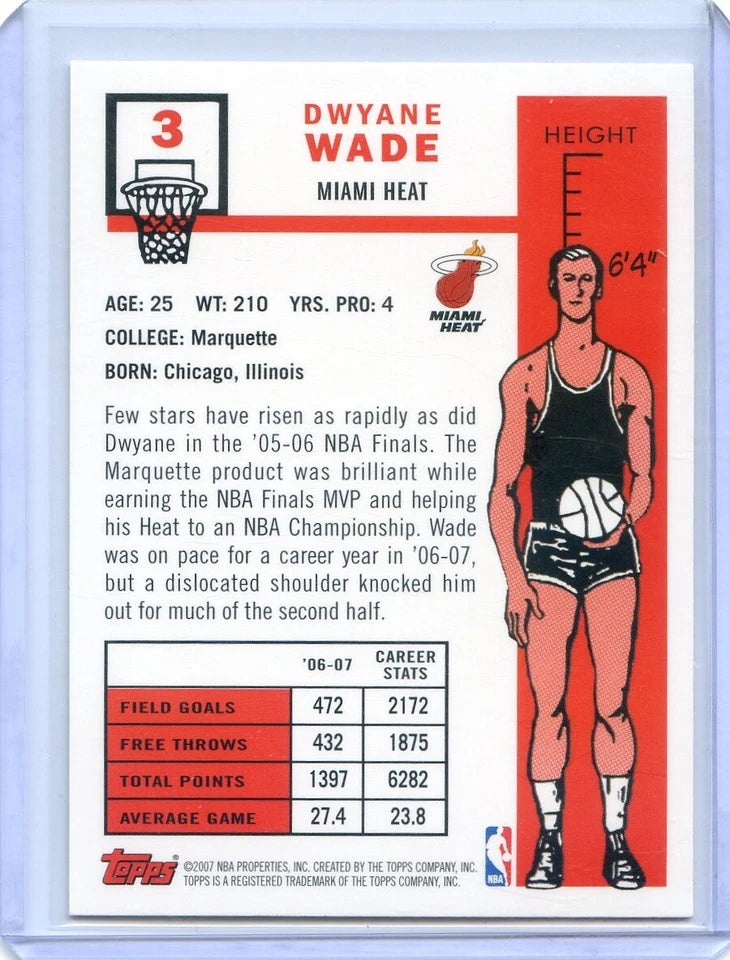 3
DWYANE
WADE
MIAMI HEAT
HEIGHT
6'4"
MIAMI
HEAT
AGE: 25 WT: 210 YRS. PRO: 4
COLLEGE: Marquette
BORN: Chicago, Illinois
Few stars have risen as rapidly as did
Dwyane in the '05-06 NBA Finals. The
Marquette product was brilliant while
earning the NBA Finals MVP and helping
his Heat to an NBA Championship. Wade
was on pace for a career year in '06-07,
but a dislocated shoulder knocked him
out for much of the second half.
'06-07 CAREER STATS
FIELD GOALS 472 2172
FREE THROWS 432 1875
TOTAL POINTS 1397 6282
AVERAGE GAME 27.4 23.8
Topps® ©2007 NBA PROPERTIES, INC. CREATED BY THE TOPPS COMPANY, INC.
TOPPS IS A REGISTERED TRADEMARK OF THE TOPPS COMPANY, INC.
NBA